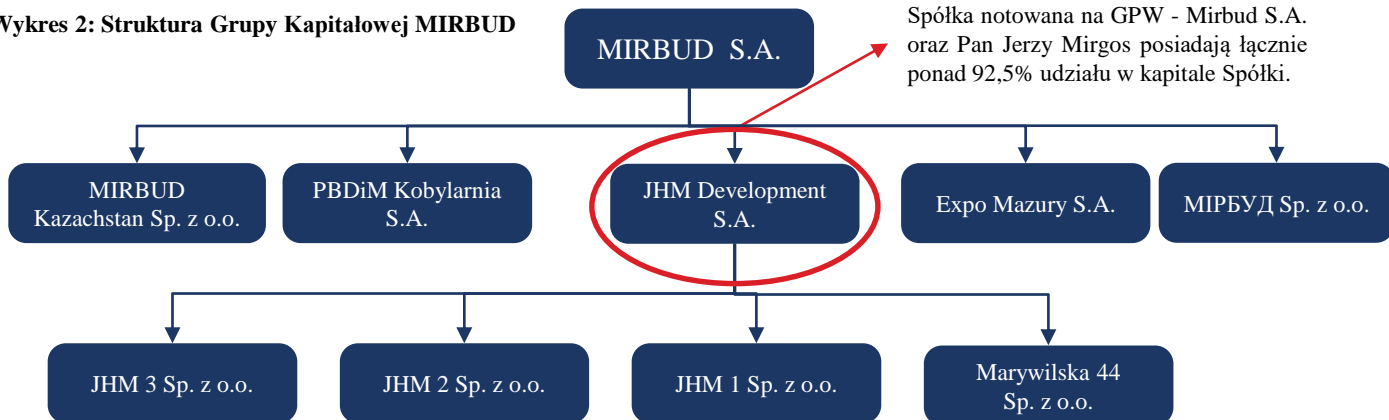 Wykres 2: Struktura Grupy Kapitałowej MIRBUD
Spółka notowana na GPW - Mirbud S.A.
oraz Pan Jerzy Mirgos posiadają łącznie
ponad 92,5% udziału w kapitale Spółki.
MIRBUD S.A.
MIRBUD
Kazachstan Sp. z o.o.
PBDiM Kobylarnia
S.A.
JHM Development
S.A.
Expo Mazury S.A.
МІРБУД Sp. z o.o.
JHM 3 Sp. z o.o.
JHM 2 Sp. z o.o.
JHM 1 Sp. z o.o.
Marywilska 44
Sp. z o.o.